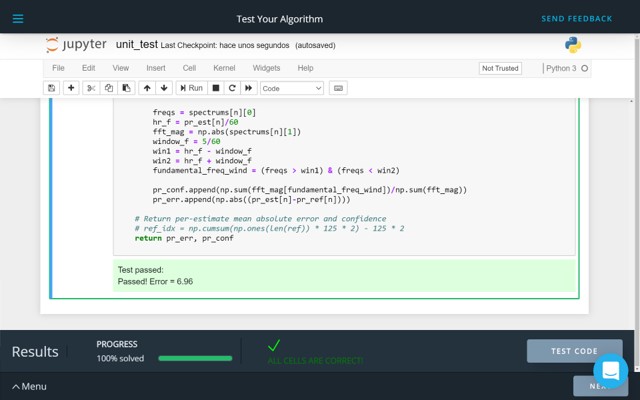 Test Your Algorithm
SEND FEEDBACK
jupyter unit_test Last Checkpoint: hace unos segundos (autosaved)
File Edit View Insert Cell Kernel Widgets Help
Not Trusted Python 3
Run Code
freqs = spectrums[n][0]
hr_f = pr_est[n]/60
fft_mag = np.abs(spectrums[n][1])
window_f = 5/60
win1 = hr_f - window_f
win2 = hr_f + window_f
fundamental_freq_wind = (freqs > win1) & (freqs < win2)
pr_conf.append(np.sum(fft_mag[fundamental_freq_wind])/np.sum(fft_mag))
pr_err.append(np.abs((pr_est[n]-pr_ref[n])))
# Return per-estimate mean absolute error and confidence
# ref_idx = np.cumsum(np.ones(len(ref)) * 125 * 2) - 125 * 2
return pr_err, pr_conf
Test passed:
Passed! Error = 6.96
Results
PROGRESS
100% solved
ALL CELLS ARE CORRECT!
TEST CODE
Menu